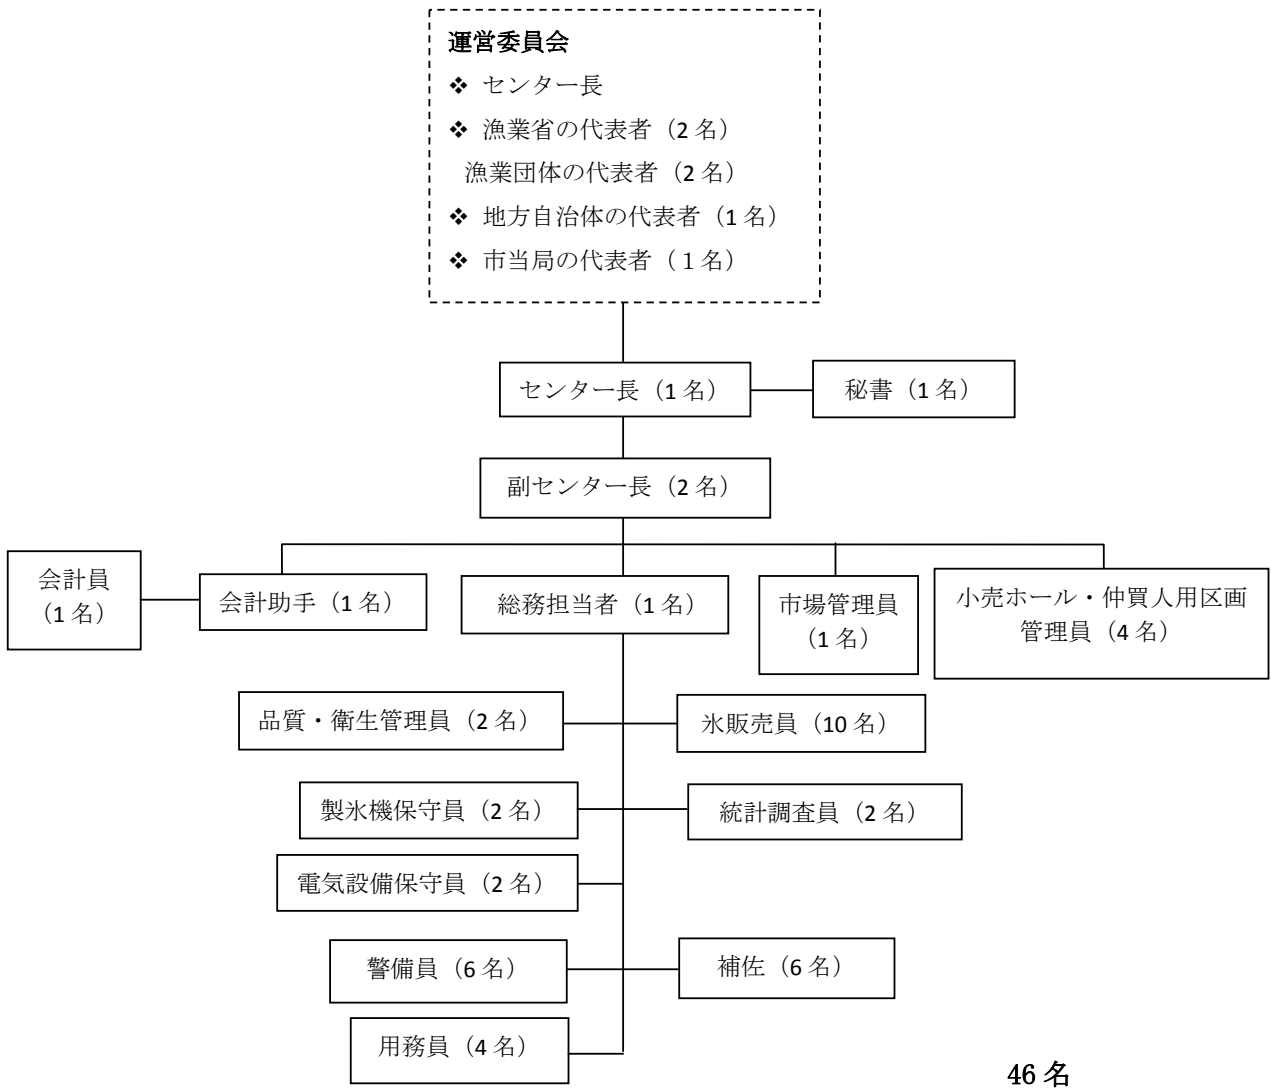 運営委員会
❖ センター長
❖ 漁業省の代表者（2 名）
漁業団体の代表者（2 名）
❖ 地方自治体の代表者（1 名）
❖ 市当局の代表者（１名）
センター長（1 名）
秘書（1 名）
副センター長（2 名）
会計員
（1 名）
会計助手（1 名）
総務担当者（1 名）
市場管理員
（1 名）
小売ホール・仲買人用区画
管理員（4 名）
品質・衛生管理員（2 名）
氷販売員（10 名）
製氷機保守員（2 名）
統計調査員（2 名）
電気設備保守員（2 名）
警備員（6 名）
補佐（6 名）
用務員（4 名）
46 名